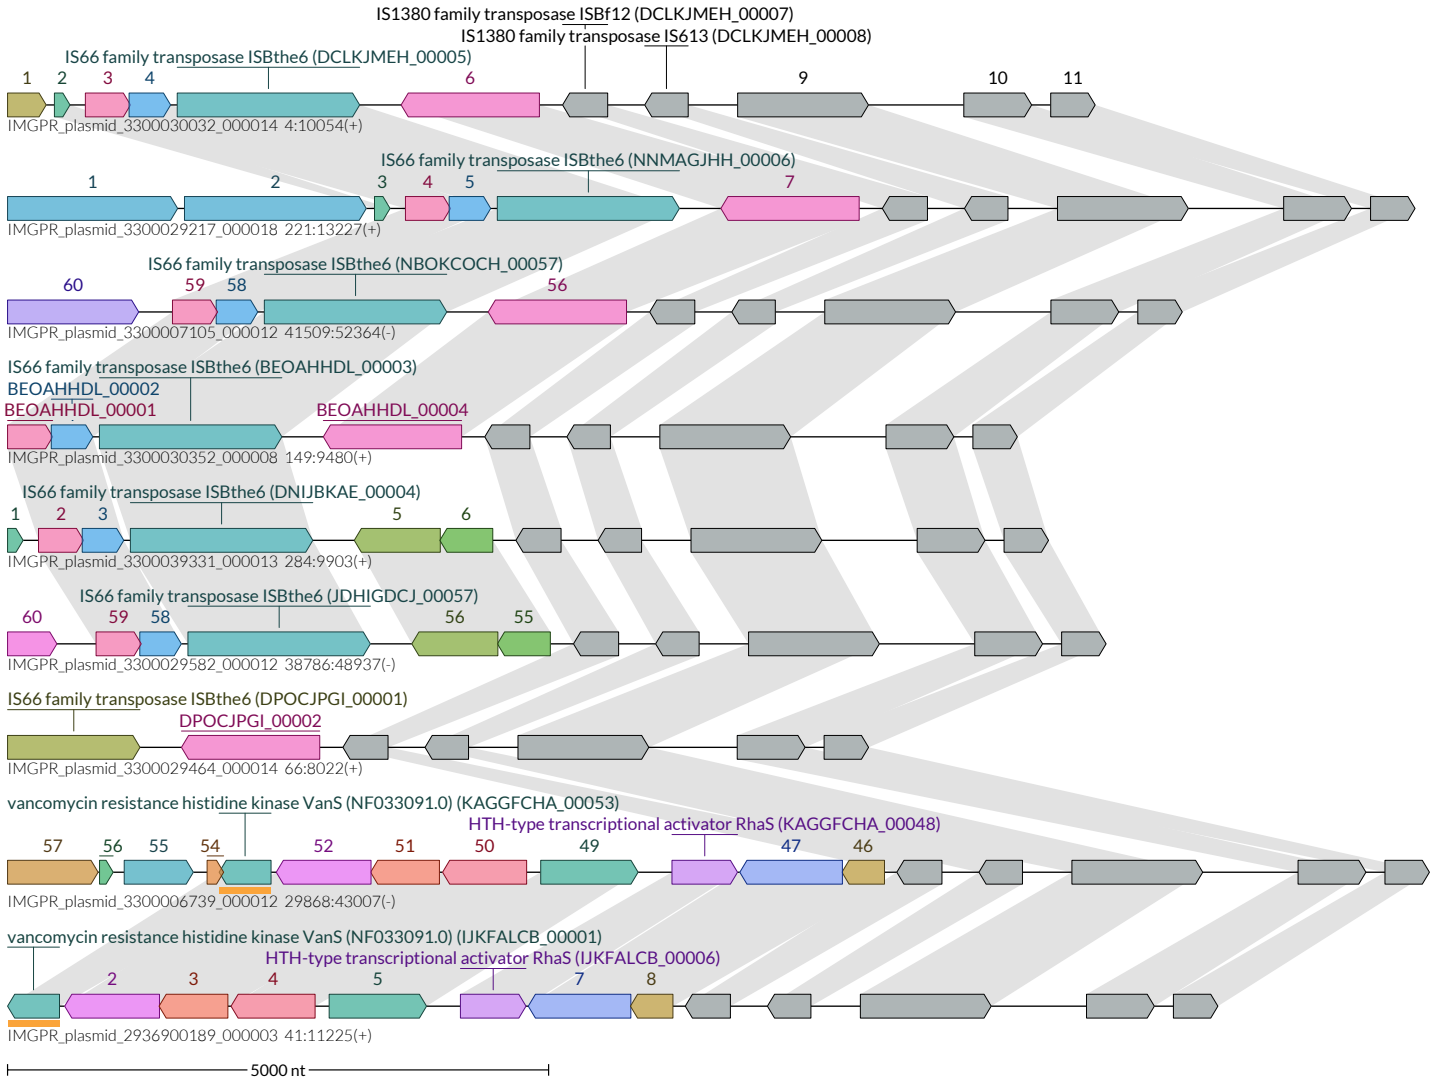 IS1380 family transposase ISBf12 (DCLKJMEH_00007)
IS1380 family transposase IS613 (DCLKJMEH_00008)
IS66 family transposase ISBthe6 (DCLKJMEH_00005)
1 2 3 4 6 9 10 11
IMGPR_plasmid_3300030032_000014 4:10054(+)
IS66 family transposase ISBthe6 (NNMAGJHH_00006)
1 2 3 4 5 7
IMGPR_plasmid_3300029217_000018 221:13227(+)
IS66 family transposase ISBthe6 (NBOKCOCH_00057)
60 59 58 56
IMGPR_plasmid_3300007105_000012 41509:52364(-)
IS66 family transposase ISBthe6 (BEOAHHDL_00003)
BEOAHHDL_00002
BEOAHHDL_00001 BEOAHHDL_00004
IMGPR_plasmid_3300030352_000008 149:9480(+)
IS66 family transposase ISBthe6 (DNIJBKAE_00004)
1 2 3 5 6
IMGPR_plasmid_3300039331_000013 284:9903(+)
IS66 family transposase ISBthe6 (JDHIGDCJ_00057)
60 59 58 56 55
IMGPR_plasmid_3300029582_000012 38786:48937(-)
IS66 family transposase ISBthe6 (DPOCJPGI_00001)
DPOCJPGI_00002
IMGPR_plasmid_3300029464_000014 66:8022(+)
vancomycin resistance histidine kinase VanS (NF033091.0) (KAGGFCHA_00053)
HTH-type transcriptional activator RhaS (KAGGFCHA_00048)
57 56 55 54 52 51 50 49 47 46
IMGPR_plasmid_3300006739_000012 29868:43007(-)
vancomycin resistance histidine kinase VanS (NF033091.0) (IJKFALCB_00001)
HTH-type transcriptional activator RhaS (IJKFALCB_00006)
2 3 4 5 7 8
IMGPR_plasmid_2936900189_000003 41:11225(+)
5000 nt